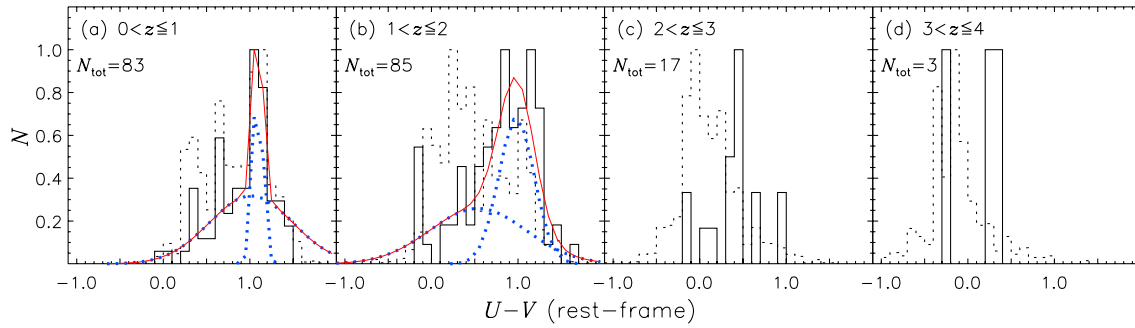 (a) 0<z≦1
(b) 1<z≦2
(c) 2<z≦3
(d) 3<z≦4
N_tot=83
N_tot=85
N_tot=17
N_tot=3
1.0
0.8
0.6
0.4
0.2
N
-1.0 0.0 1.0 -1.0 0.0 1.0 -1.0 0.0 1.0 -1.0 0.0 1.0
U-V (rest-frame)